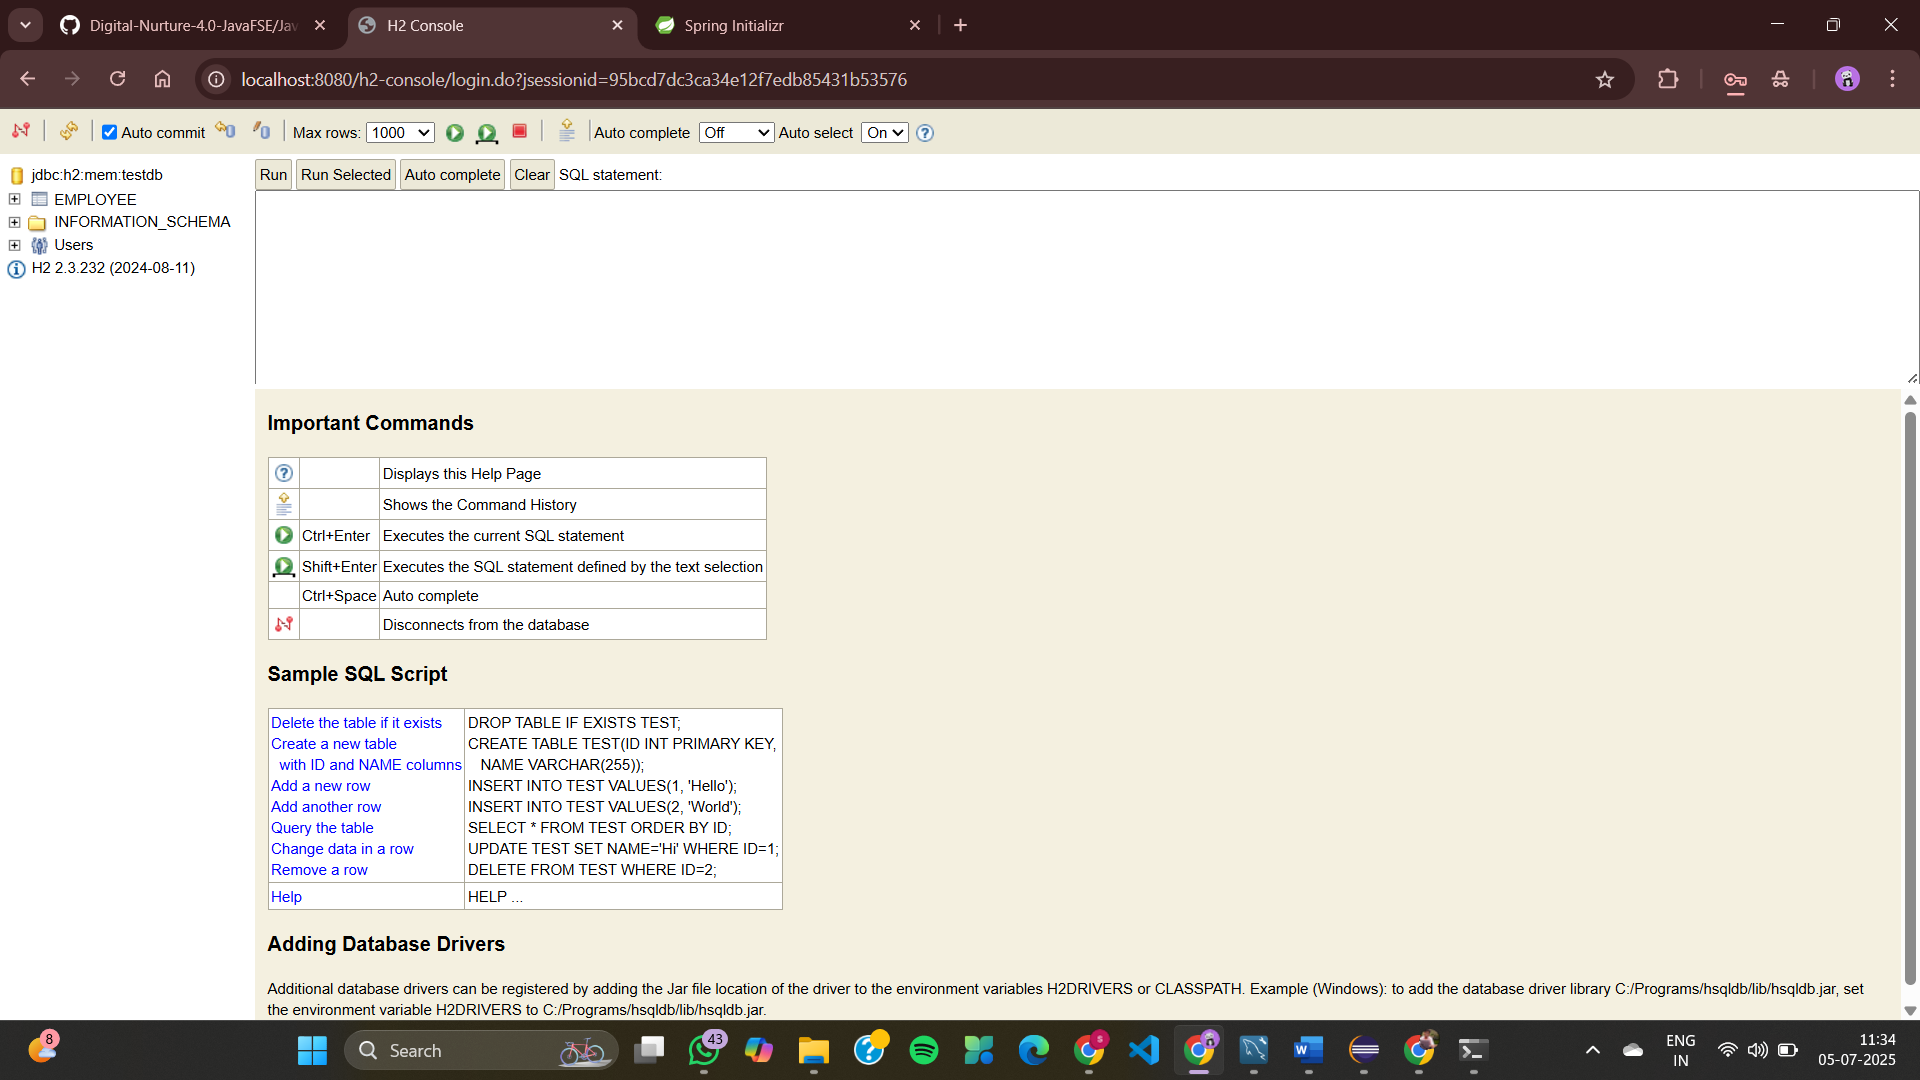 Digital-Nurture-4.0-JavaFSE/Jav
H2 Console
Spring Initializr
localhost:8080/h2-console/login.do?jsessionid=95bcd7dc3ca34e12f7edb85431b53576
Auto commit
Max rows: 1000
Auto complete Off
Auto select On
jdbc:h2:mem:testdb
EMPLOYEE
INFORMATION_SCHEMA
Users
H2 2.3.232 (2024-08-11)
Run
Run Selected
Auto complete
Clear
SQL statement:
Important Commands
Displays this Help Page
Shows the Command History
Ctrl+Enter Executes the current SQL statement
Shift+Enter Executes the SQL statement defined by the text selection
Ctrl+Space Auto complete
Disconnects from the database
Sample SQL Script
Delete the table if it exists DROP TABLE IF EXISTS TEST;
Create a new table CREATE TABLE TEST(ID INT PRIMARY KEY,
with ID and NAME columns NAME VARCHAR(255));
Add a new row INSERT INTO TEST VALUES(1, 'Hello');
Add another row INSERT INTO TEST VALUES(2, 'World');
Query the table SELECT * FROM TEST ORDER BY ID;
Change data in a row UPDATE TEST SET NAME='Hi' WHERE ID=1;
Remove a row DELETE FROM TEST WHERE ID=2;
Help HELP ...
Adding Database Drivers
Additional database drivers can be registered by adding the Jar file location of the driver to the environment variables H2DRIVERS or CLASSPATH. Example (Windows): to add the database driver library C:/Programs/hsqldb/lib/hsqldb.jar, set
the environment variable H2DRIVERS to C:/Programs/hsqldb/lib/hsqldb.jar.
8
Search
43
S
ENG
IN
11:34
05-07-2025